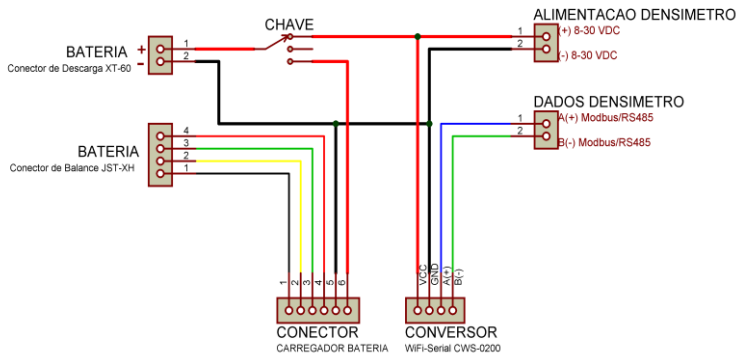 ALIMENTACAO DENSIMETRO
CHAVE
1
2
(+) 8-30 VDC
(-) 8-30 VDC
BATERIA
Conector de Descarga XT-60
+
-
1
2
DADOS DENSIMETRO
1
2
A(+) Modbus/RS485
B(-) Modbus/RS485
BATERIA
Conector de Balance JST-XH
4
3
2
1
1
2
3
4
5
6
VCC
GND
A(+)
B(-)
CONECTOR
CARREGADOR BATERIA
CONVERSOR
WiFi-Serial CWS-0200